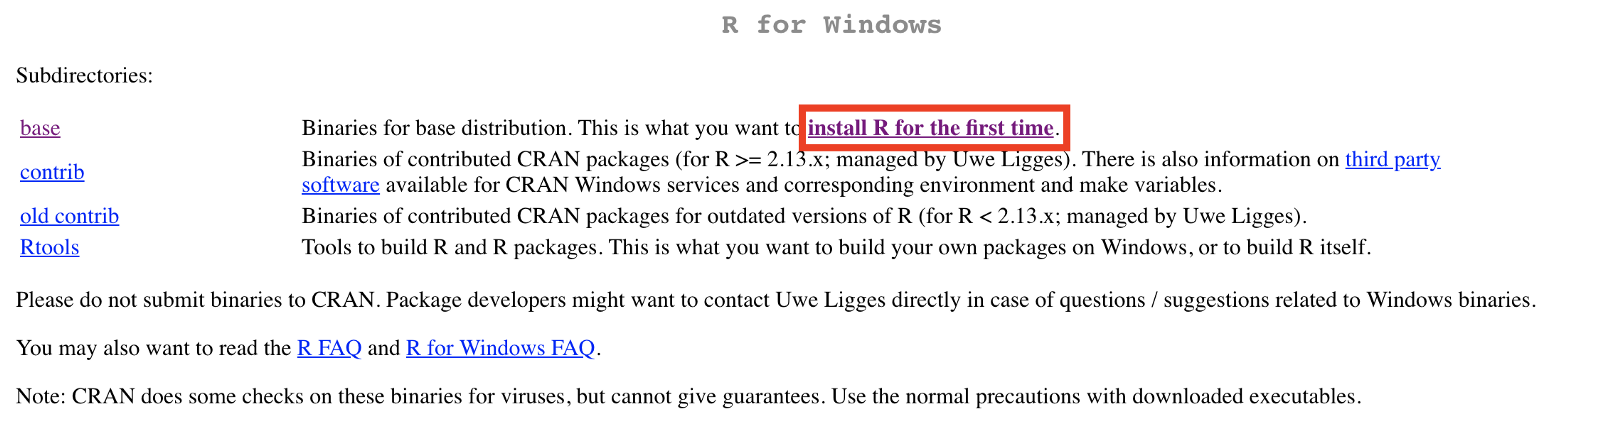 R for Windows
Subdirectories:
base Binaries for base distribution. This is what you want to install R for the first time.
contrib Binaries of contributed CRAN packages (for R >= 2.13.x; managed by Uwe Ligges). There is also information on third party
software available for CRAN Windows services and corresponding environment and make variables.
old contrib Binaries of contributed CRAN packages for outdated versions of R (for R < 2.13.x; managed by Uwe Ligges).
Rtools Tools to build R and R packages. This is what you want to build your own packages on Windows, or to build R itself.
Please do not submit binaries to CRAN. Package developers might want to contact Uwe Ligges directly in case of questions / suggestions related to Windows binaries.
You may also want to read the R FAQ and R for Windows FAQ.
Note: CRAN does some checks on these binaries for viruses, but cannot give guarantees. Use the normal precautions with downloaded executables.